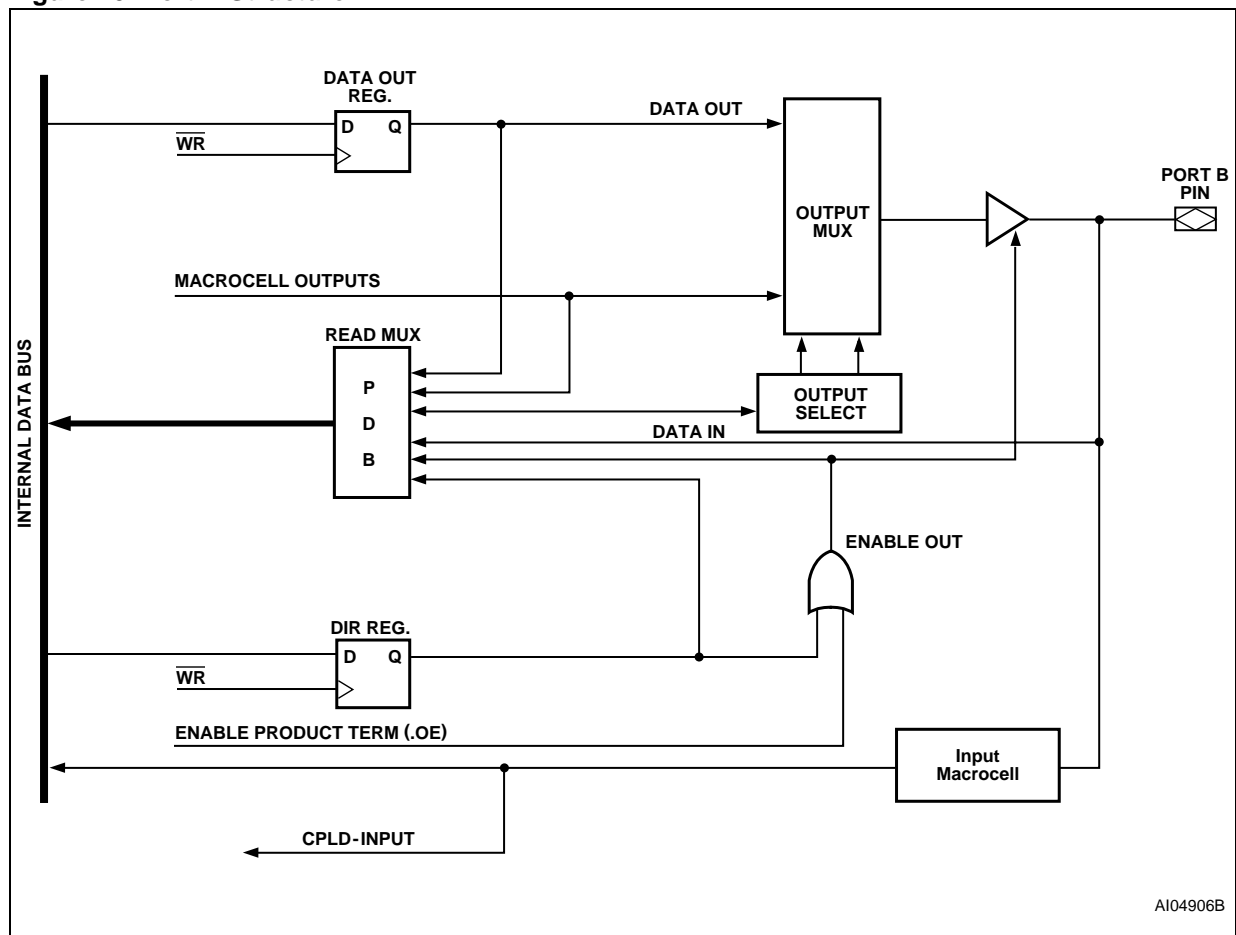 DATA OUT
REG.
D Q
WR
DATA OUT
OUTPUT
MUX
PORT B
PIN
MACROCELL OUTPUTS
READ MUX
P
D
B
OUTPUT
SELECT
DATA IN
INTERNAL DATA BUS
ENABLE OUT
DIR REG.
D Q
WR
ENABLE PRODUCT TERM (.OE)
Input
Macrocell
CPLD-INPUT
AI04906B